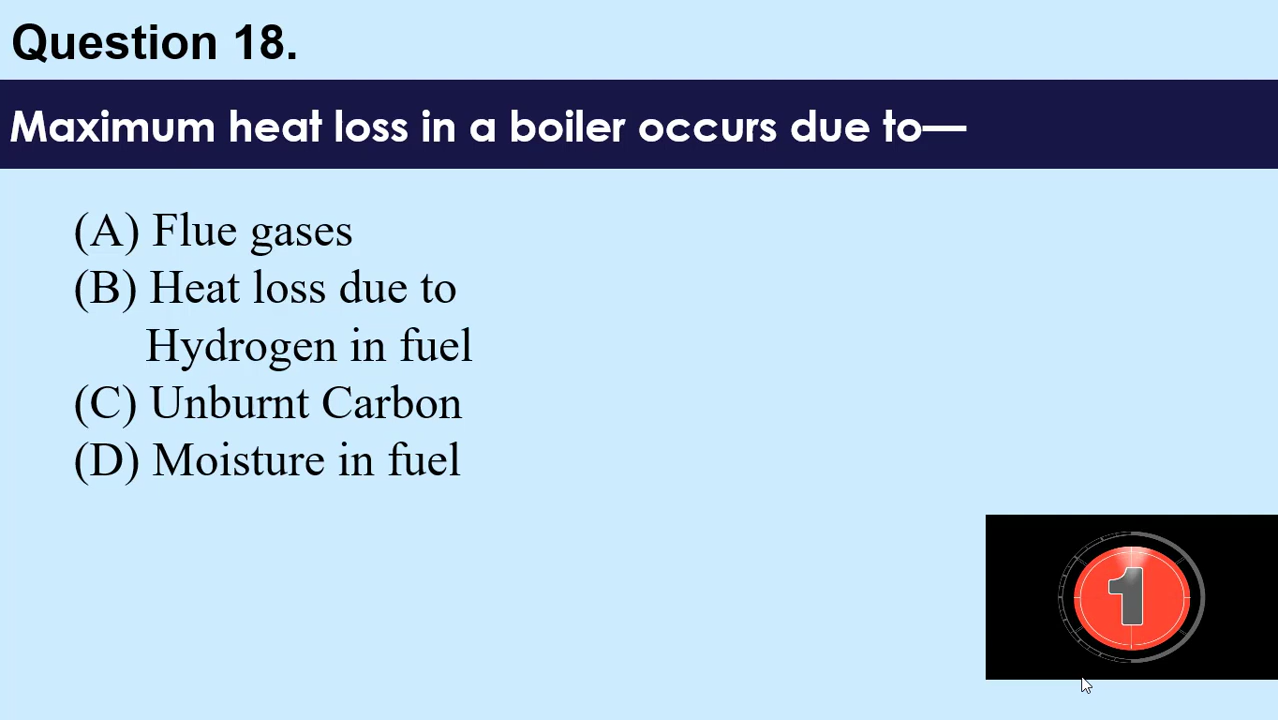 Question 18.
Maximum heat loss in a boiler occurs due to—
(A) Flue gases
(B) Heat loss due to
Hydrogen in fuel
(C) Unburnt Carbon
(D) Moisture in fuel
1